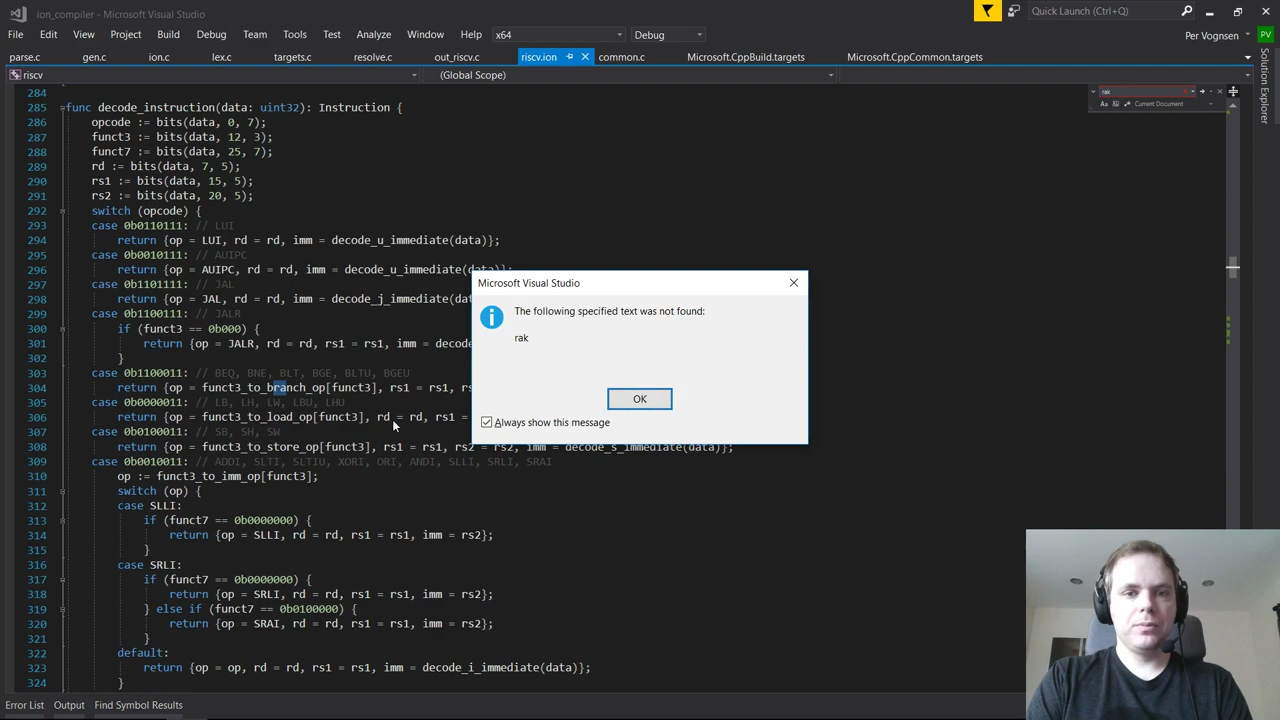 ion_compiler - Microsoft Visual Studio
Quick Launch (Ctrl+Q)
File Edit View Project Build Debug Team Tools Test Analyze Window Help x64 Debug
Per Vognsen PV
parse.c gen.c ion.c lex.c targets.c resolve.c out_riscv.c riscv.ion common.c Microsoft.CppBuild.targets Microsoft.CppCommon.targets
Solution Explorer
riscv (Global Scope)
rak
Aa Current Document
284
285 func decode_instruction(data: uint32): Instruction {
286 opcode := bits(data, 0, 7);
287 funct3 := bits(data, 12, 3);
288 funct7 := bits(data, 25, 7);
289 rd := bits(data, 7, 5);
290 rs1 := bits(data, 15, 5);
291 rs2 := bits(data, 20, 5);
292 switch (opcode) {
293 case 0b0110111: // LUI
294 return {op = LUI, rd = rd, imm = decode_u_immediate(data)};
295 case 0b0010111: // AUIPC
296 return {op = AUIPC, rd = rd, imm = decode_u_immediate(data)};
297 case 0b1101111: // JAL
298 return {op = JAL, rd = rd, imm = decode_j_immediate(data
299 case 0b1100111: // JALR
300 if (funct3 == 0b000) {
301 return {op = JALR, rd = rd, rs1 = rs1, imm = deco
302 }
303 case 0b1100011: // BEQ, BNE, BLT, BGE, BLTU, BGEU
304 return {op = funct3_to_branch_op[funct3], rs1 = rs1, rs
305 case 0b0000011: // LB, LH, LW, LBU, LHU
306 return {op = funct3_to_load_op[funct3], rd = rd, rs1 =
307 case 0b0100011: // SB, SH, SW
308 return {op = funct3_to_store_op[funct3], rs1 = rs1, rs2 = rs2, imm = decode_s_immediate(data)};
309 case 0b0010011: // ADDI, SLTI, SLTIU, XORI, ORI, ANDI, SLLI, SRLI, SRAI
310 op := funct3_to_imm_op[funct3];
311 switch (op) {
312 case SLLI:
313 if (funct7 == 0b0000000) {
314 return {op = SLLI, rd = rd, rs1 = rs1, imm = rs2};
315 }
316 case SRLI:
317 if (funct7 == 0b0000000) {
318 return {op = SRLI, rd = rd, rs1 = rs1, imm = rs2};
319 } else if (funct7 == 0b0100000) {
320 return {op = SRAI, rd = rd, rs1 = rs1, imm = rs2};
321 }
322 default:
323 return {op = op, rd = rd, rs1 = rs1, imm = decode_i_immediate(data)};
324 }
Microsoft Visual Studio
The following specified text was not found:
rak
OK
Always show this message
Error List Output Find Symbol Results